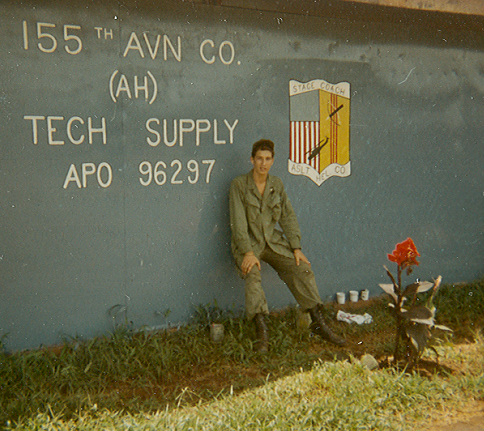 155TH AVN CO.
(AH)
TECH SUPPLY
APO 96297
STAGE COACH
ASLT HEL CO.